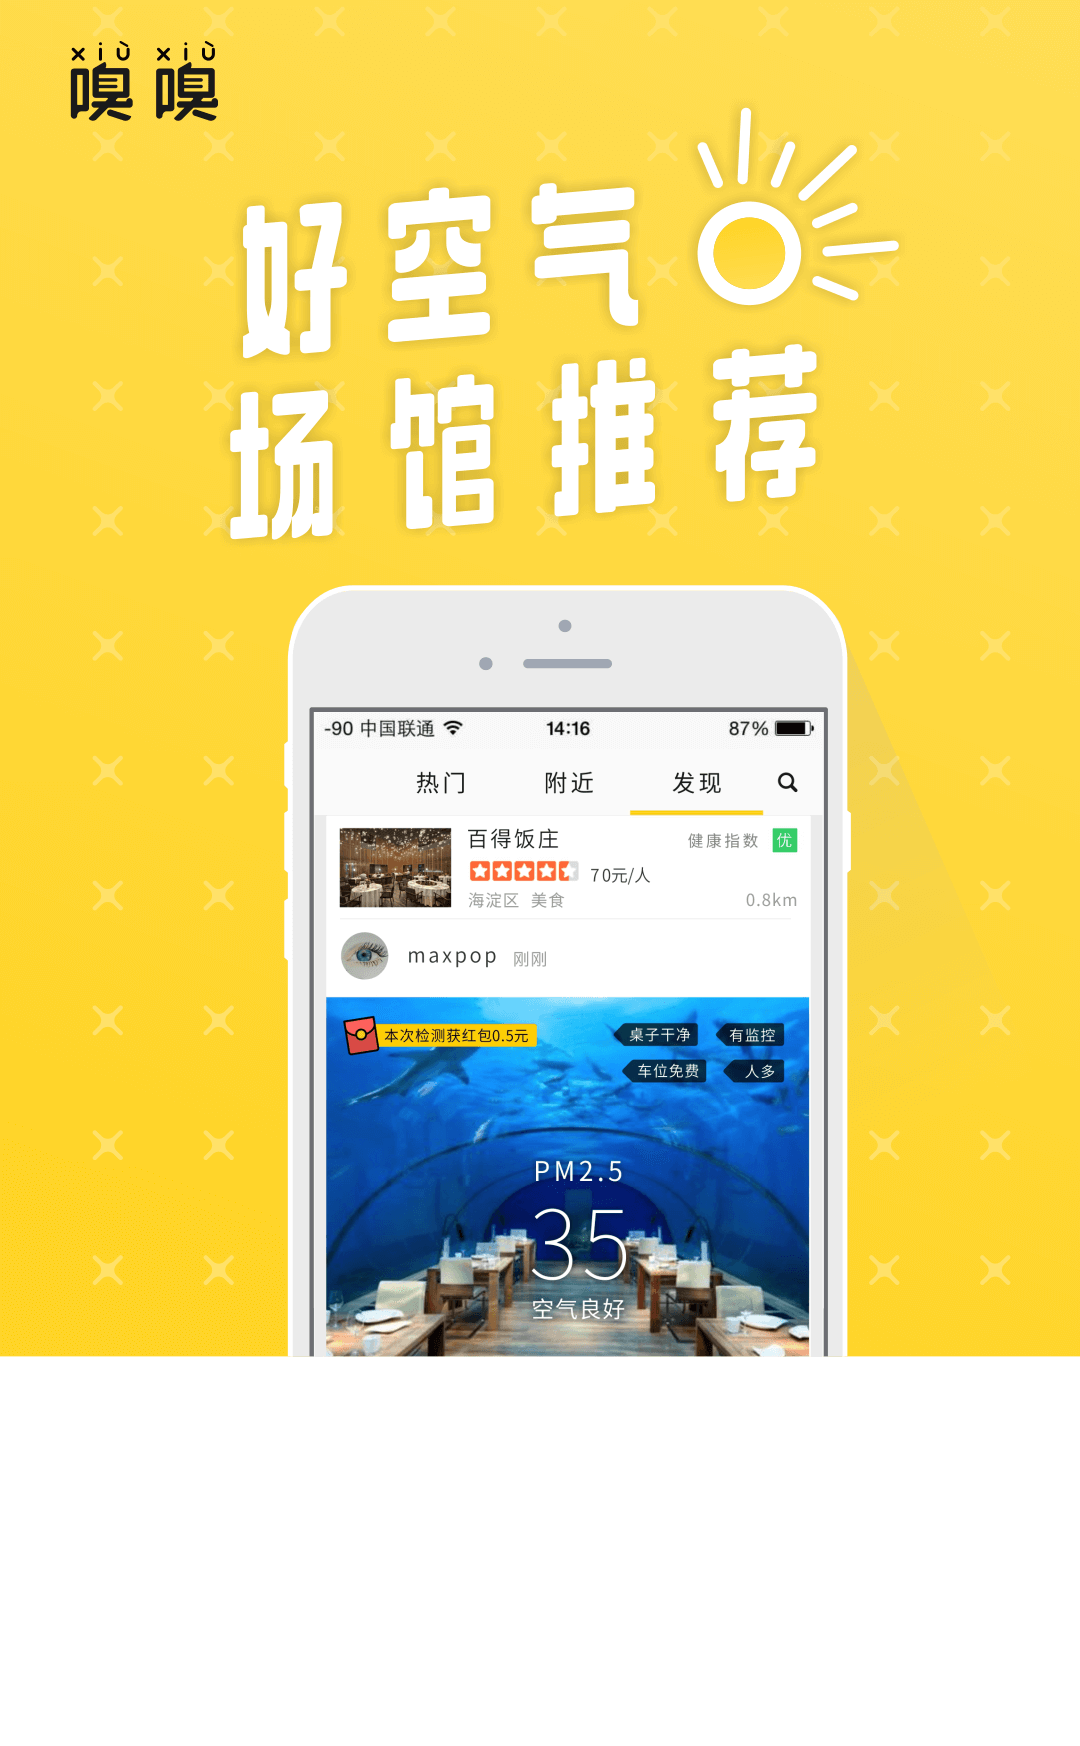 xiù xiù
嗅嗅
好空气
场馆推荐
-90 中国联通 14:16 87%
热门 附近 发现
百得饭庄 健康指数 优
70元/人
海淀区 美食 0.8km
maxpop 刚刚
本次检测获红包0.5元 桌子干净 有监控
车位免费 人多
PM2.5
35
空气良好